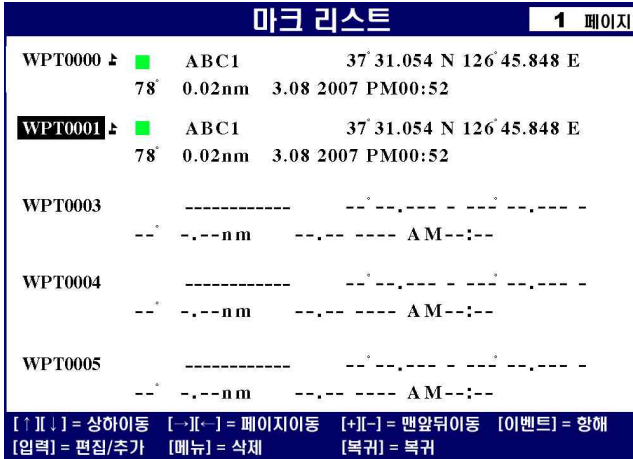 마크 리스트 1 페이지
WPT0000 ABC1 37°31.054 N 126°45.848 E
78° 0.02nm 3.08 2007 PM00:52
WPT0001 ABC1 37°31.054 N 126°45.848 E
78° 0.02nm 3.08 2007 PM00:52
WPT0003 ------------ --°--.--- - ---°--.--- -
--° -.--nm --.-- ---- AM--:--
WPT0004 ------------ --°--.--- - ---°--.--- -
--° -.--nm --.-- ---- AM--:--
WPT0005 ------------ --°--.--- - ---°--.--- -
--° -.--nm --.-- ---- AM--:--
[↑][↓] = 상하이동 [→][←] = 페이지이동 [+][-] = 맨앞뒤이동 [이벤트] = 항해
[입력] = 편집/추가 [메뉴] = 삭제 [복귀] = 복귀